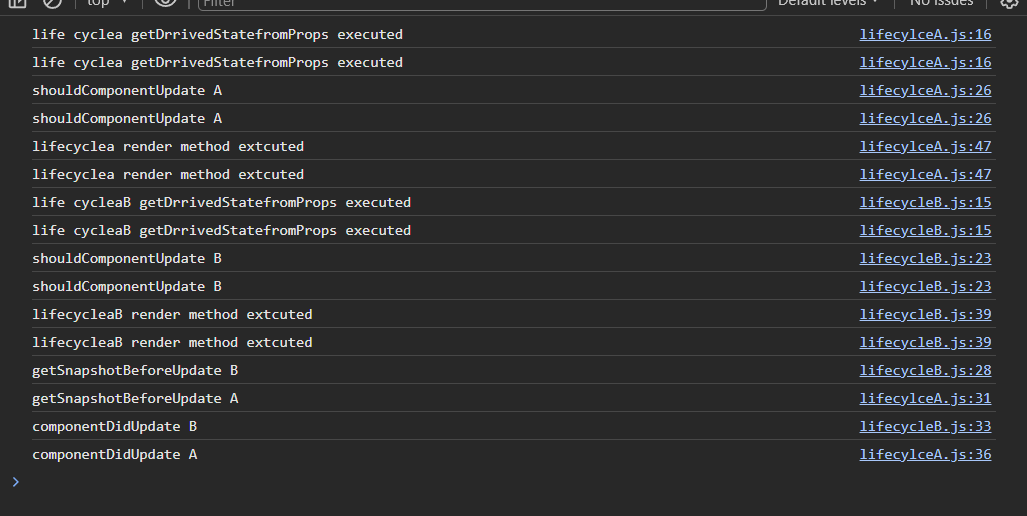 top Filter Default levels No Issues
life cyclea getDrrivedStatefromProps executed lifecylceA.js:16
life cyclea getDrrivedStatefromProps executed lifecylceA.js:16
shouldComponentUpdate A lifecylceA.js:26
shouldComponentUpdate A lifecylceA.js:26
lifecyclea render method extcuted lifecylceA.js:47
lifecyclea render method extcuted lifecylceA.js:47
life cycleaB getDrrivedStatefromProps executed lifecycleB.js:15
life cycleaB getDrrivedStatefromProps executed lifecycleB.js:15
shouldComponentUpdate B lifecycleB.js:23
shouldComponentUpdate B lifecycleB.js:23
lifecycleaB render method extcuted lifecycleB.js:39
lifecycleaB render method extcuted lifecycleB.js:39
getSnapshotBeforeUpdate B lifecycleB.js:28
getSnapshotBeforeUpdate A lifecylceA.js:31
componentDidUpdate B lifecycleB.js:33
componentDidUpdate A lifecylceA.js:36